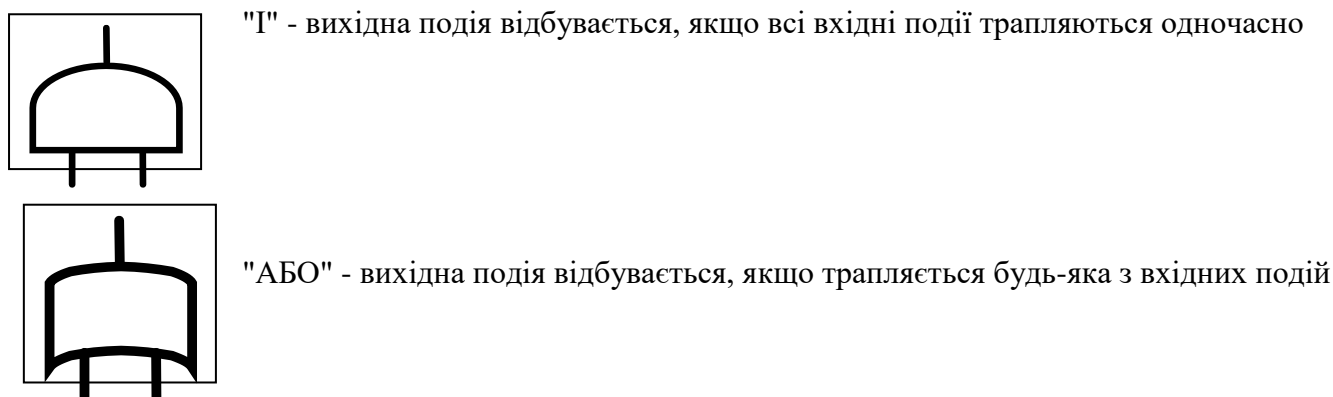 "І" - вихідна подія відбувається, якщо всі вхідні події трапляються одночасно
"АБО" - вихідна подія відбувається, якщо трапляється будь-яка з вхідних подій